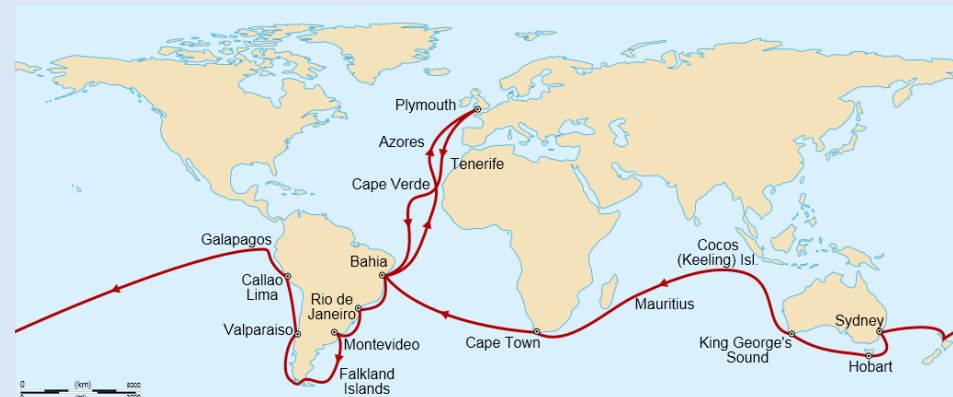 Plymouth
Azores
Tenerife
Cape Verde
Galapagos
Bahia
Callao
Lima
Rio de
Janeiro
Valparaiso
Montevideo
Falkland
Islands
Cape Town
Mauritius
Cocos
(Keeling) Isl.
King George's
Sound
Sydney
Hobart
0 (km) 5000